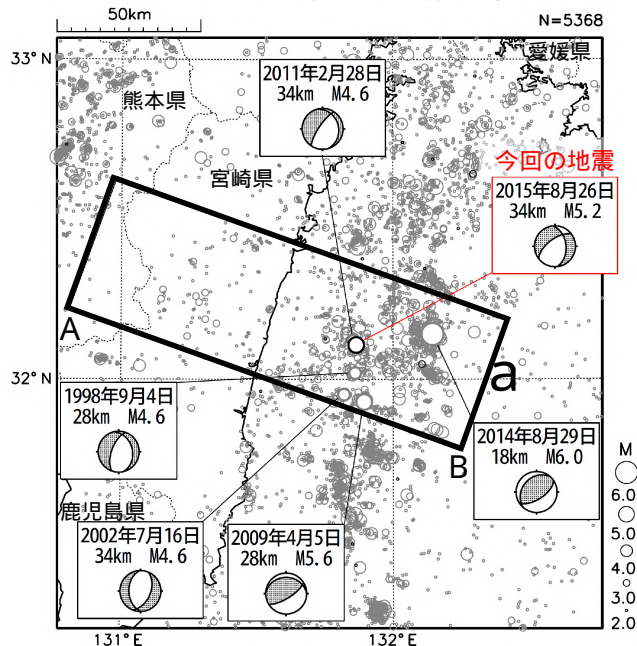 50km
N=5368
33°N
愛媛県
2011年2月28日
34km M4.6
熊本県
宮崎県
今回の地震
2015年8月26日
34km M5.2
A
32°N
a
1998年9月4日
28km M4.6
B
2014年8月29日
18km M6.0
鹿児島県
2002年7月16日
34km M4.6
2009年4月5日
28km M5.6
M
6.0
5.0
4.0
3.0
2.0
131°E
132°E